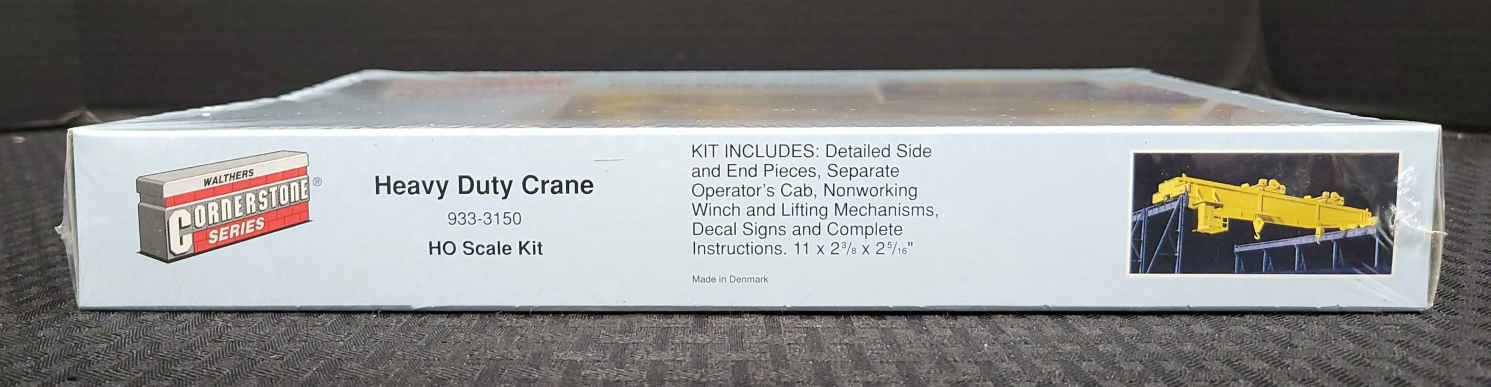 WALTHERS
CORNERSTONE®
SERIES
Heavy Duty Crane
933-3150
HO Scale Kit
KIT INCLUDES: Detailed Side
and End Pieces, Separate
Operator's Cab, Nonworking
Winch and Lifting Mechanisms,
Decal Signs and Complete
Instructions. 11 x 2³/₈ x 2⁵/₁₆"
Made in Denmark